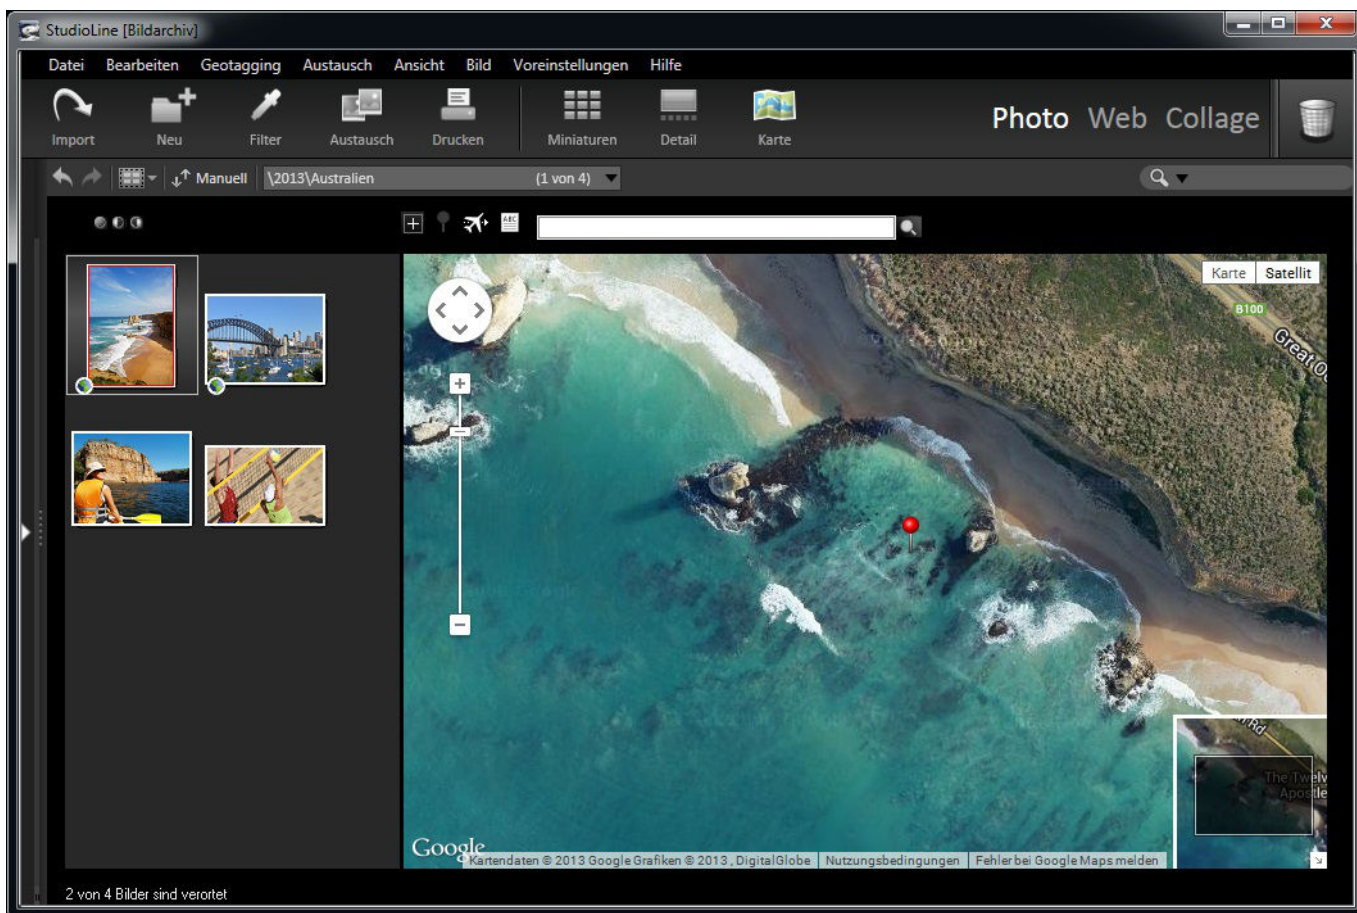 StudioLine [Bildarchiv]
Datei Bearbeiten Geotagging Austausch Ansicht Bild Voreinstellungen Hilfe
Import Neu Filter Austausch Drucken Miniaturen Detail Karte
Photo Web Collage
Manuell \2013\Australien (1 von 4)
ABC
Karte Satellit
B100
Great
Rd
The Twelv
Apostle
Google
Kartendaten © 2013 Google Grafiken © 2013 , DigitalGlobe Nutzungsbedingungen Fehler bei Google Maps melden
2 von 4 Bilder sind verortet